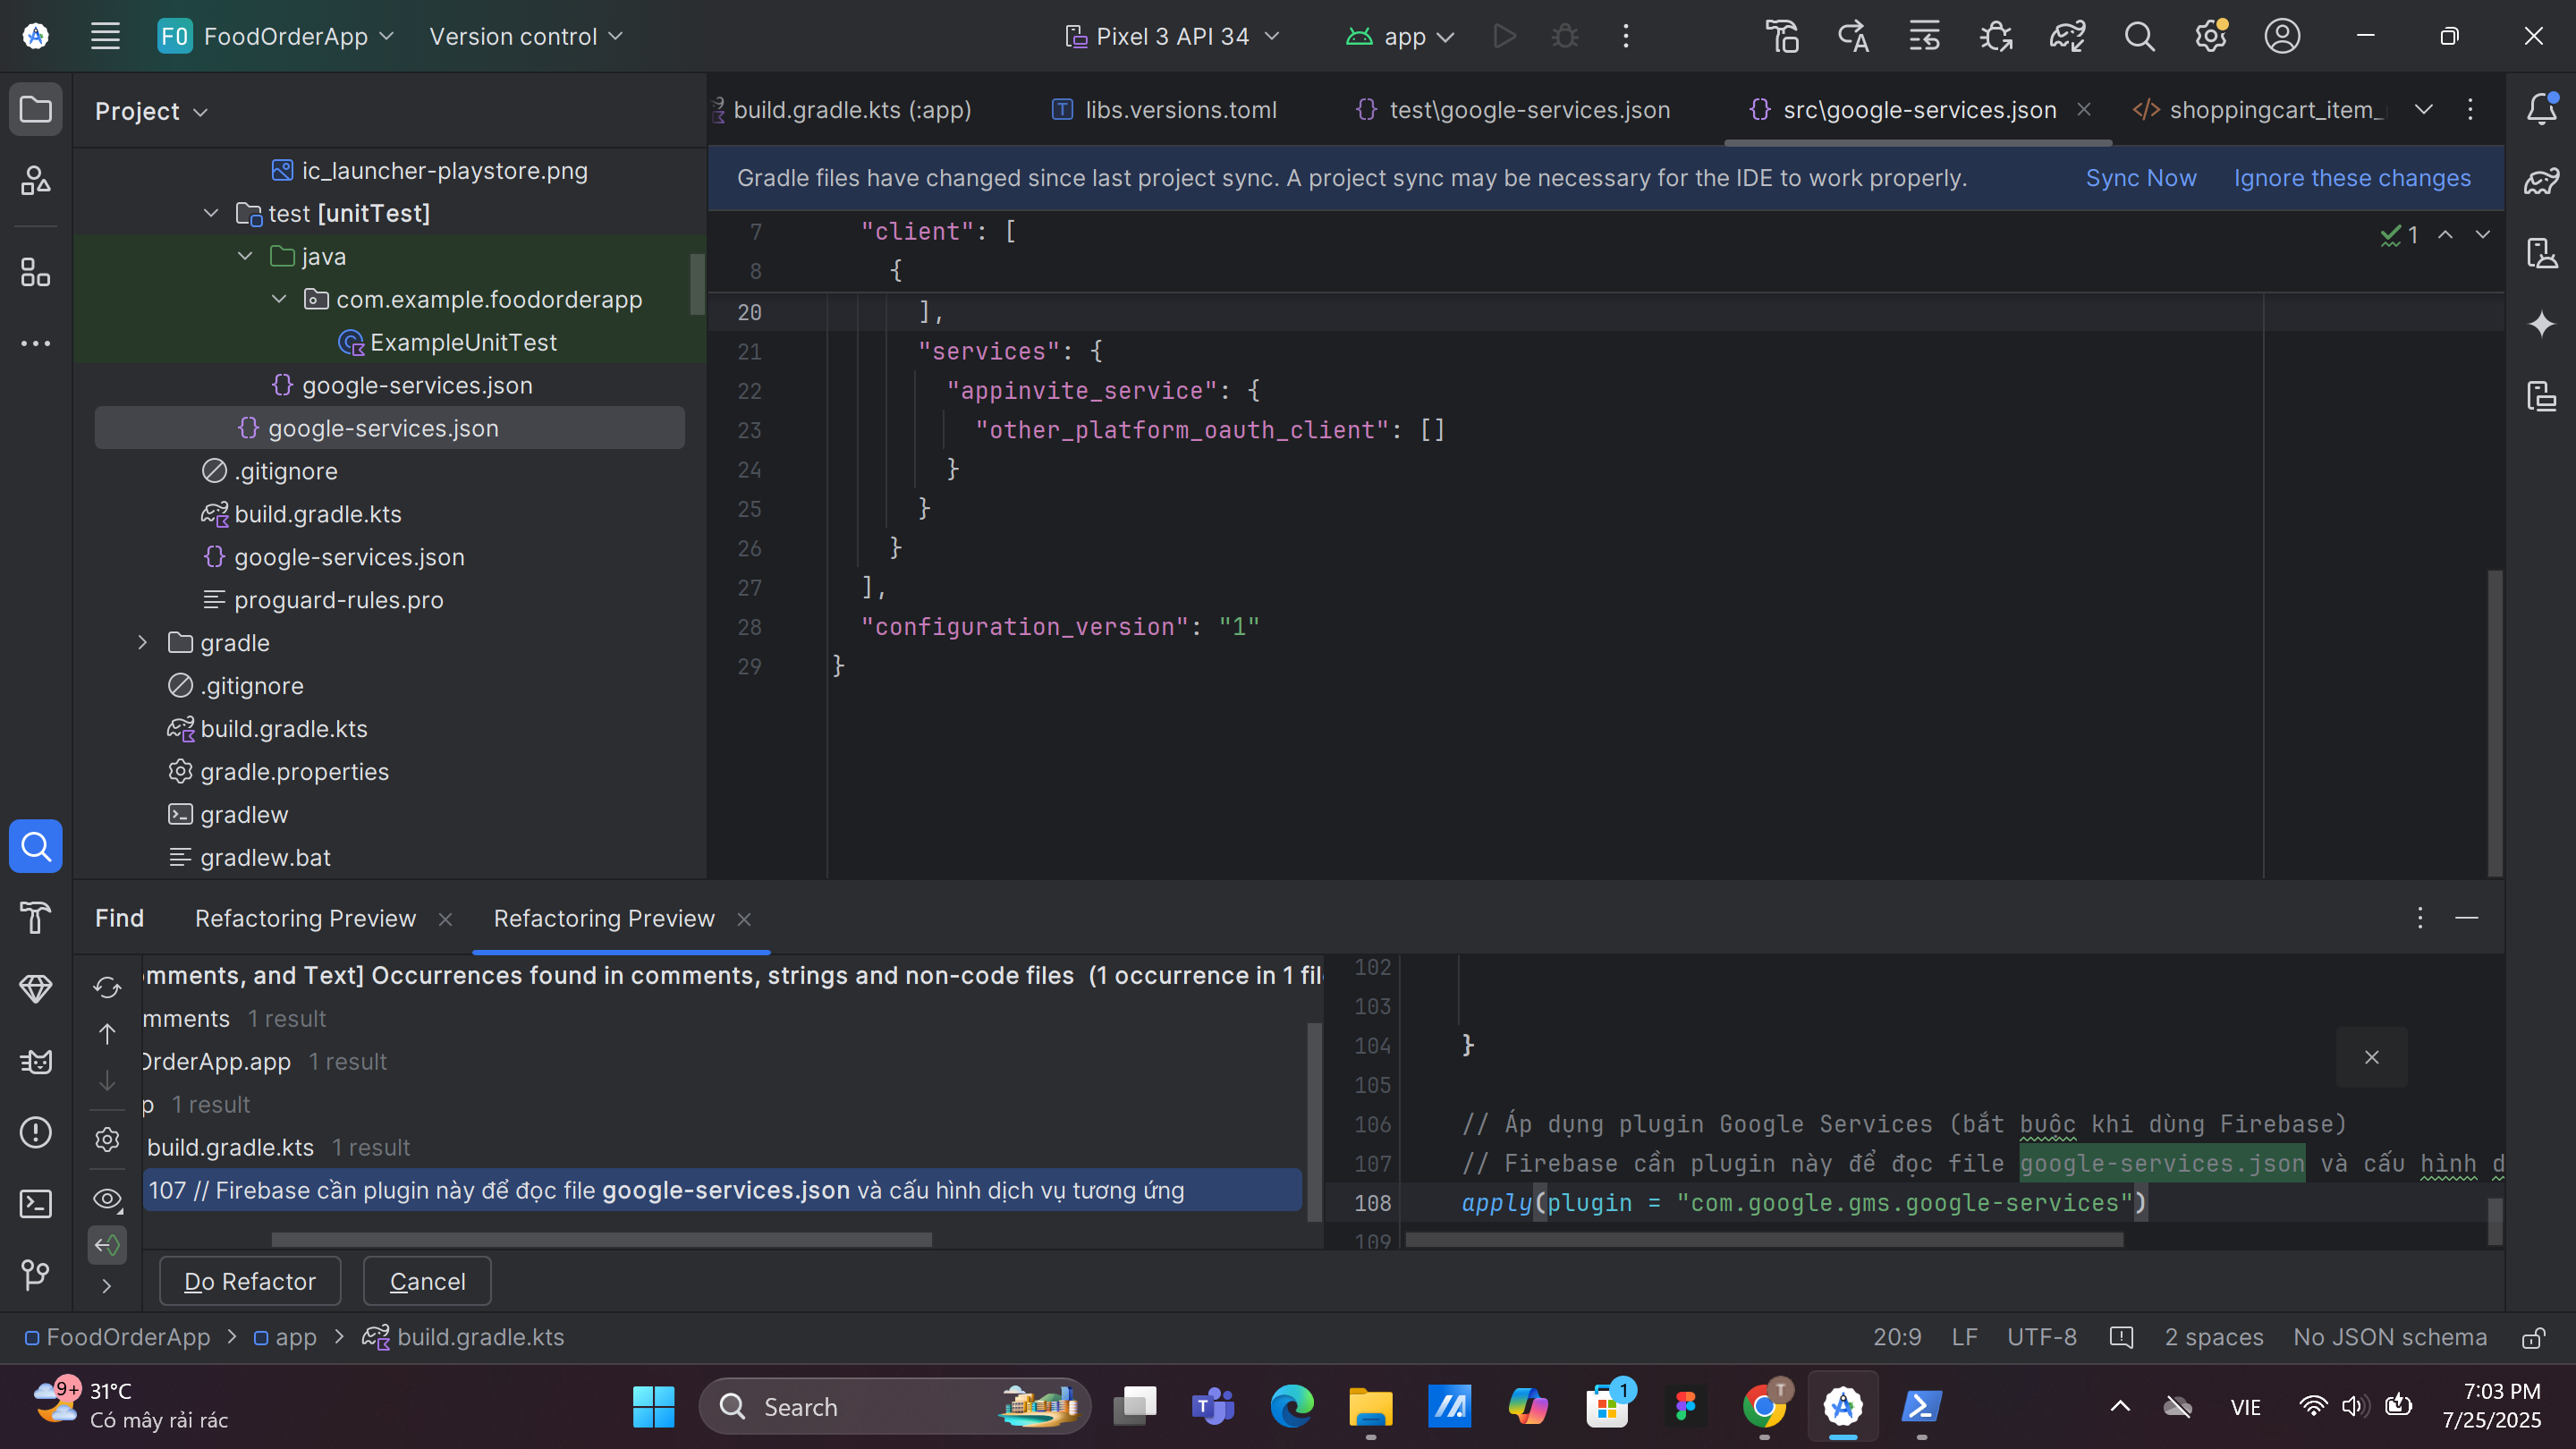 FO FoodOrderApp Version control Pixel 3 API 34 app
Project
build.gradle.kts (:app) libs.versions.toml test\google-services.json src\google-services.json shoppingcart_item_
Gradle files have changed since last project sync. A project sync may be necessary for the IDE to work properly. Sync Now Ignore these changes
ic_launcher-playstore.png
test [unitTest]
java
com.example.foodorderapp
ExampleUnitTest
google-services.json
google-services.json
.gitignore
build.gradle.kts
google-services.json
proguard-rules.pro
gradle
.gitignore
build.gradle.kts
gradle.properties
gradlew
gradlew.bat
1
7 "client": [
8 {
20 ],
21 "services": {
22 "appinvite_service": {
23 "other_platform_oauth_client": []
24 }
25 }
26 }
27 ],
28 "configuration_version": "1"
29 }
Find Refactoring Preview Refactoring Preview
omments, and Text] Occurrences found in comments, strings and non-code files (1 occurrence in 1 fil
mments 1 result
OrderApp.app 1 result
p 1 result
build.gradle.kts 1 result
107 // Firebase cần plugin này để đọc file google-services.json và cấu hình dịch vụ tương ứng
102
103
104 }
105
106 // Áp dụng plugin Google Services (bắt buộc khi dùng Firebase)
107 // Firebase cần plugin này để đọc file google-services.json và cấu hình d
108 apply(plugin = "com.google.gms.google-services")
109
Do Refactor Cancel
FoodOrderApp > app > build.gradle.kts
20:9 LF UTF-8 2 spaces No JSON schema
9+ 31°C
Có mây rải rác
Search
1
T
VIE
7:03 PM
7/25/2025